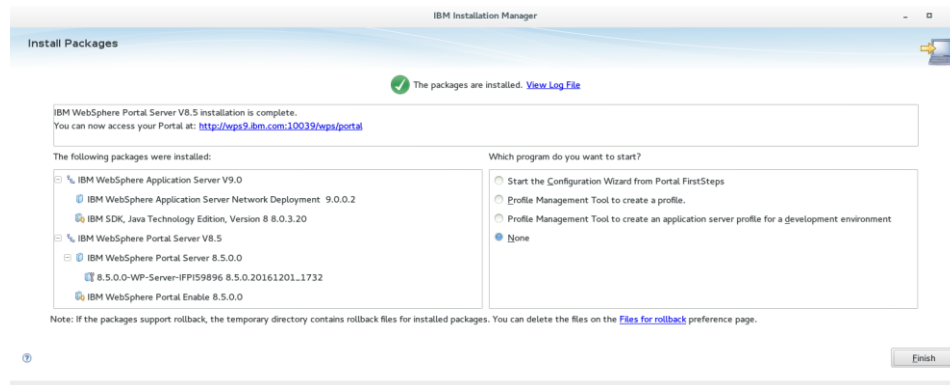 IBM Installation Manager
Install Packages
The packages are installed. View Log File
IBM WebSphere Portal Server V8.5 installation is complete.
You can now access your Portal at: http://wps9.ibm.com:10039/wps/portal
The following packages were installed:
IBM WebSphere Application Server V9.0
IBM WebSphere Application Server Network Deployment 9.0.0.2
IBM SDK, Java Technology Edition, Version 8 8.0.3.20
IBM WebSphere Portal Server V8.5
IBM WebSphere Portal Server 8.5.0.0
8.5.0.0-WP-Server-IFPI59896 8.5.0.20161201_1732
IBM WebSphere Portal Enable 8.5.0.0
Which program do you want to start?
Start the Configuration Wizard from Portal FirstSteps
Profile Management Tool to create a profile.
Profile Management Tool to create an application server profile for a development environment
None
Note: If the packages support rollback, the temporary directory contains rollback files for installed packages. You can delete the files on the Files for rollback preference page.
?
Finish